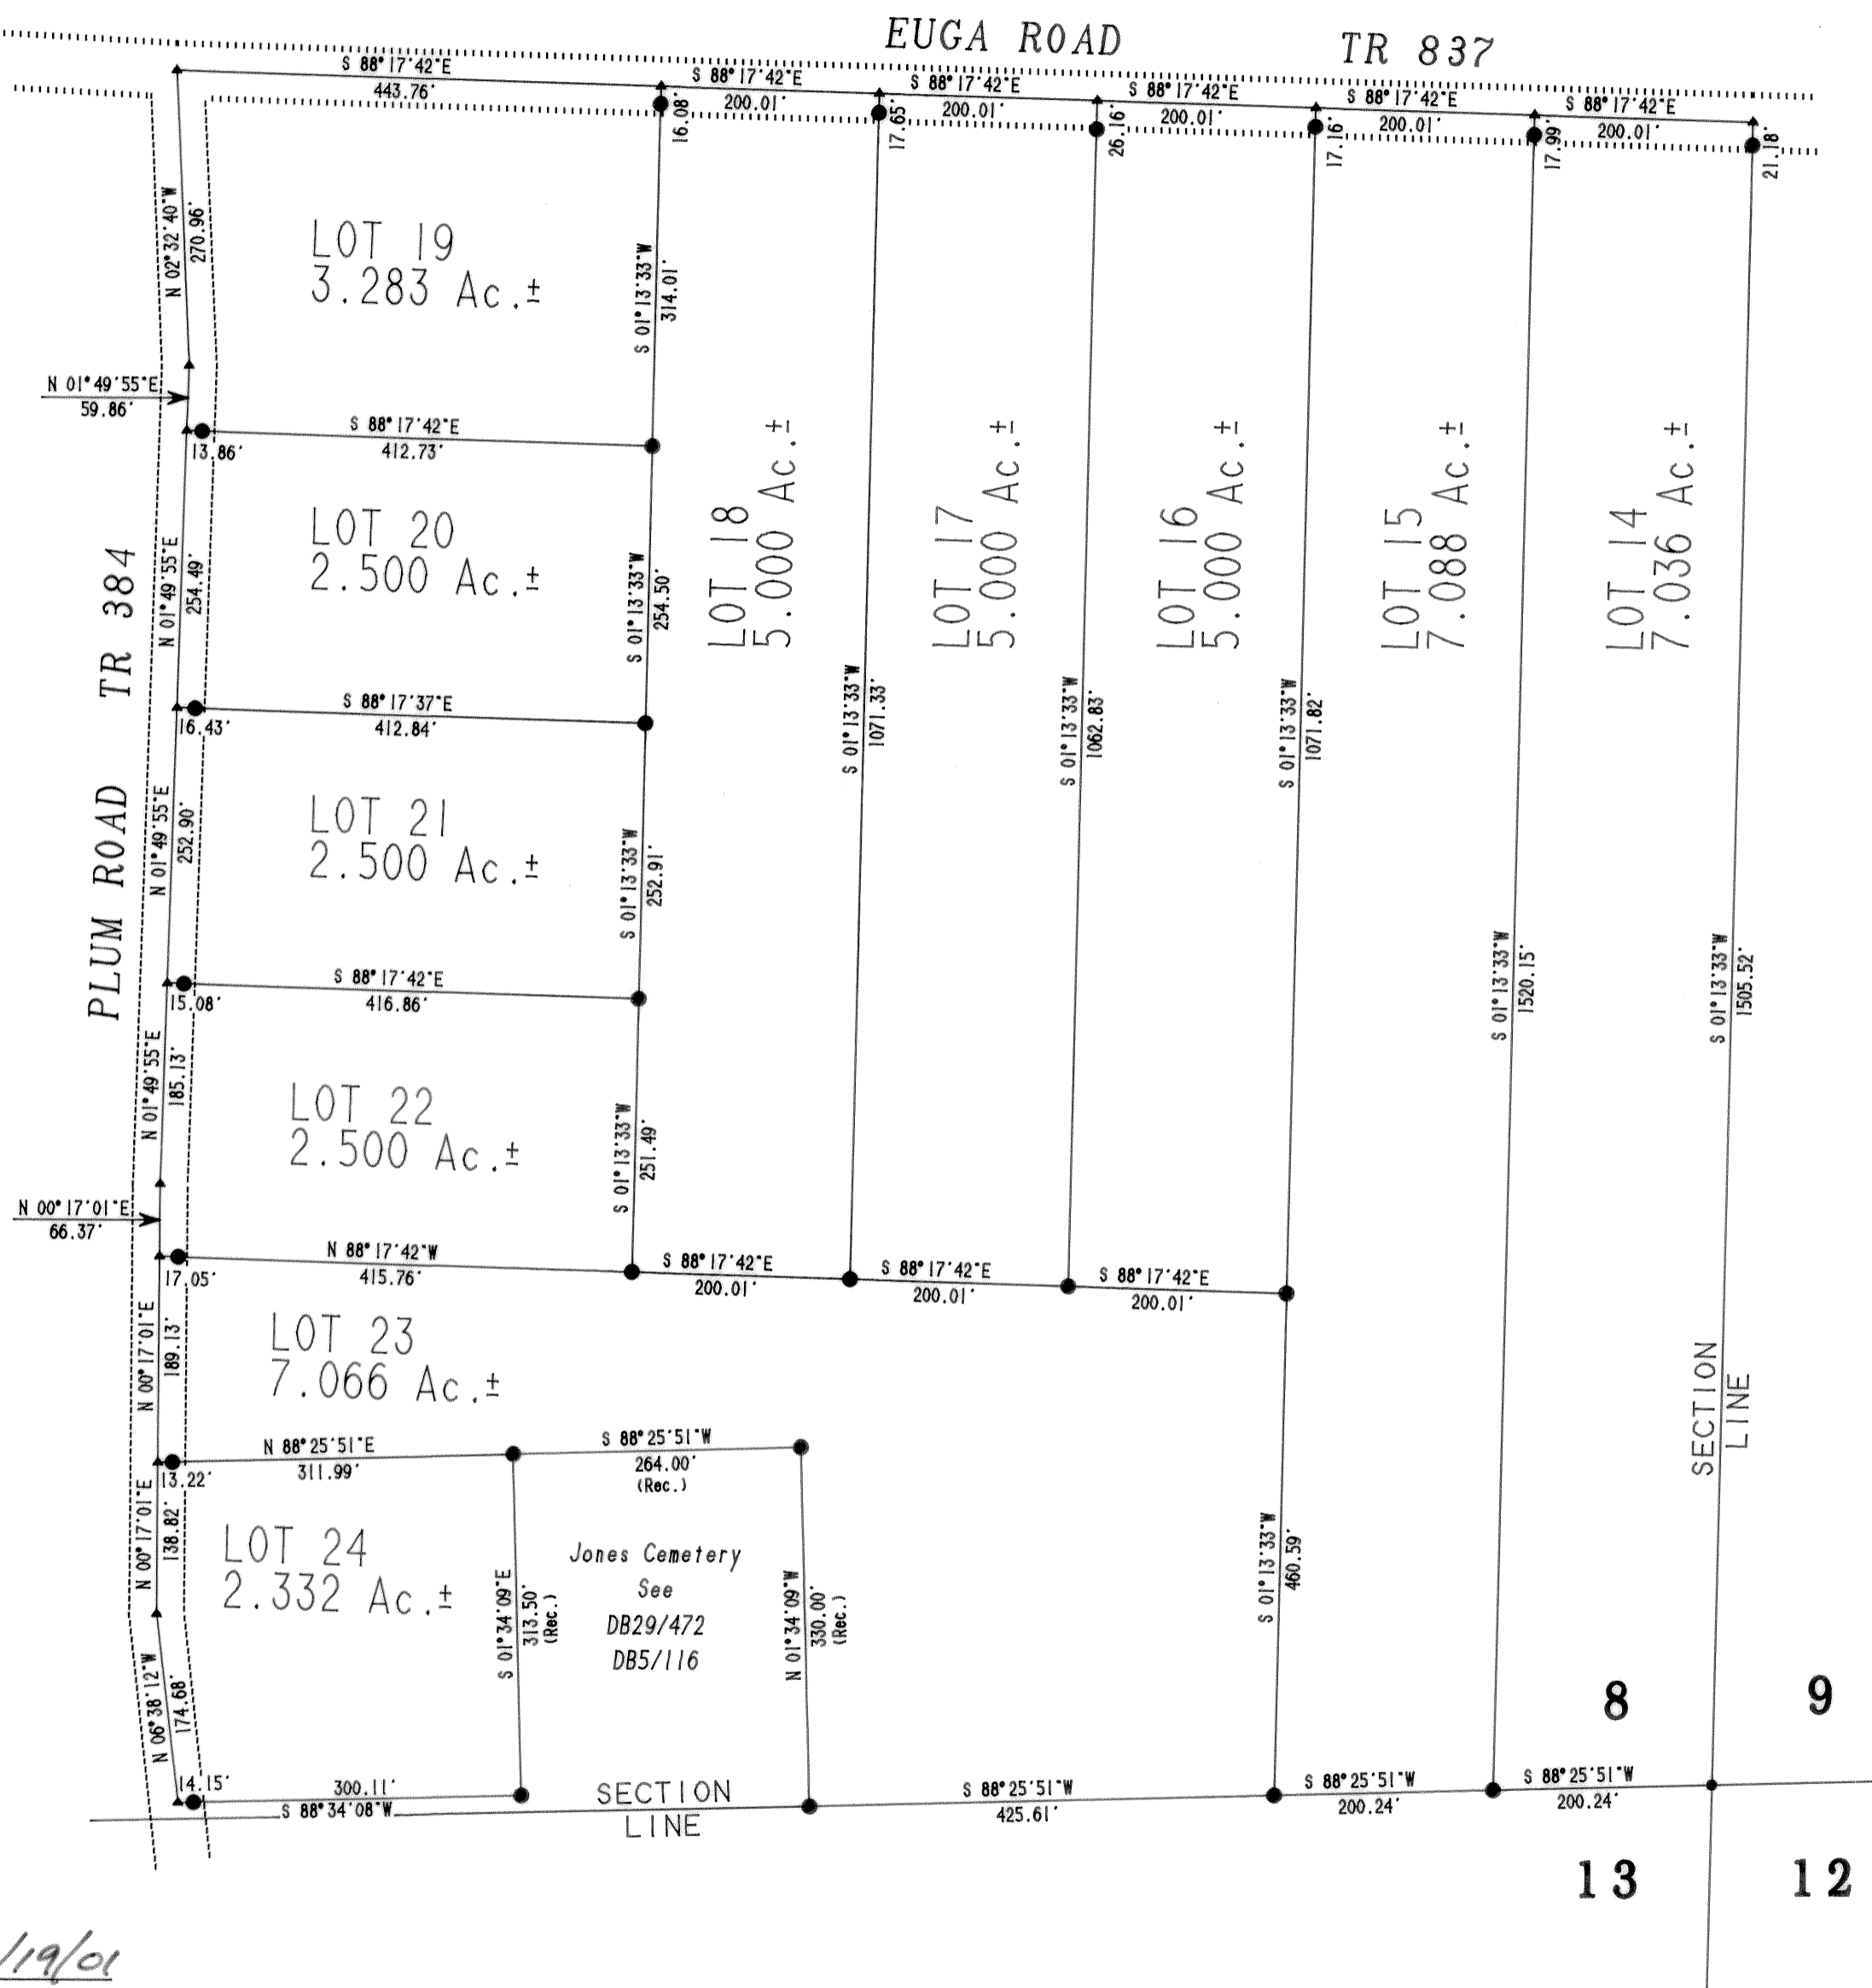 EUGA ROAD TR 837
S 88°17'42"E
443.76'
S 88°17'42"E
200.01'
S 88°17'42"E
200.01'
S 88°17'42"E
200.01'
S 88°17'42"E
200.01'
S 88°17'42"E
200.01'
16.08'
17.65'
26.16'
17.16'
17.99'
21.18'
N 02°32'40"W
270.96'
LOT 19
3.283 Ac.±
S 01°13'33"W
314.01'
N 01°49'55"E
59.86'
13.86'
S 88°17'42"E
412.73'
PLUM ROAD TR 384
N 01°49'55"E
254.49'
LOT 20
2.500 Ac.±
S 01°13'33"W
254.50'
LOT 18
5.000 Ac.±
LOT 17
5.000 Ac.±
LOT 16
5.000 Ac.±
LOT 15
7.088 Ac.±
LOT 14
7.036 Ac.±
16.43'
S 88°17'37"E
412.84'
S 01°13'33"W
1071.33'
S 01°13'33"W
1062.83'
S 01°13'33"W
1071.82'
N 01°49'55"E
252.90'
LOT 21
2.500 Ac.±
S 01°13'33"W
252.91'
15.08'
S 88°17'42"E
416.86'
S 01°13'33"W
1520.15'
S 01°13'33"W
1505.52'
N 01°49'55"E
185.13'
LOT 22
2.500 Ac.±
S 01°13'33"W
251.49'
N 00°17'01"E
66.37'
17.05'
N 88°17'42"W
415.76'
S 88°17'42"E
200.01'
S 88°17'42"E
200.01'
S 88°17'42"E
200.01'
N 00°17'01"E
189.13'
LOT 23
7.066 Ac.±
SECTION
LINE
13.22'
N 88°25'51"E
311.99'
S 88°25'51"W
264.00'
(Rec.)
N 00°17'01"E
138.82'
LOT 24
2.332 Ac.±
S 01°34'09"E
313.50'
(Rec.)
Jones Cemetery
See
DB29/472
DB5/116
N 01°34'09"W
330.00'
(Rec.)
S 01°13'33"W
460.59'
N 06°38'12"W
174.68'
8 9
14.15'
300.11'
S 88°34'08"W
SECTION
LINE
S 88°25'51"W
425.61'
S 88°25'51"W
200.24'
S 88°25'51"W
200.24'
13 12
/19/01